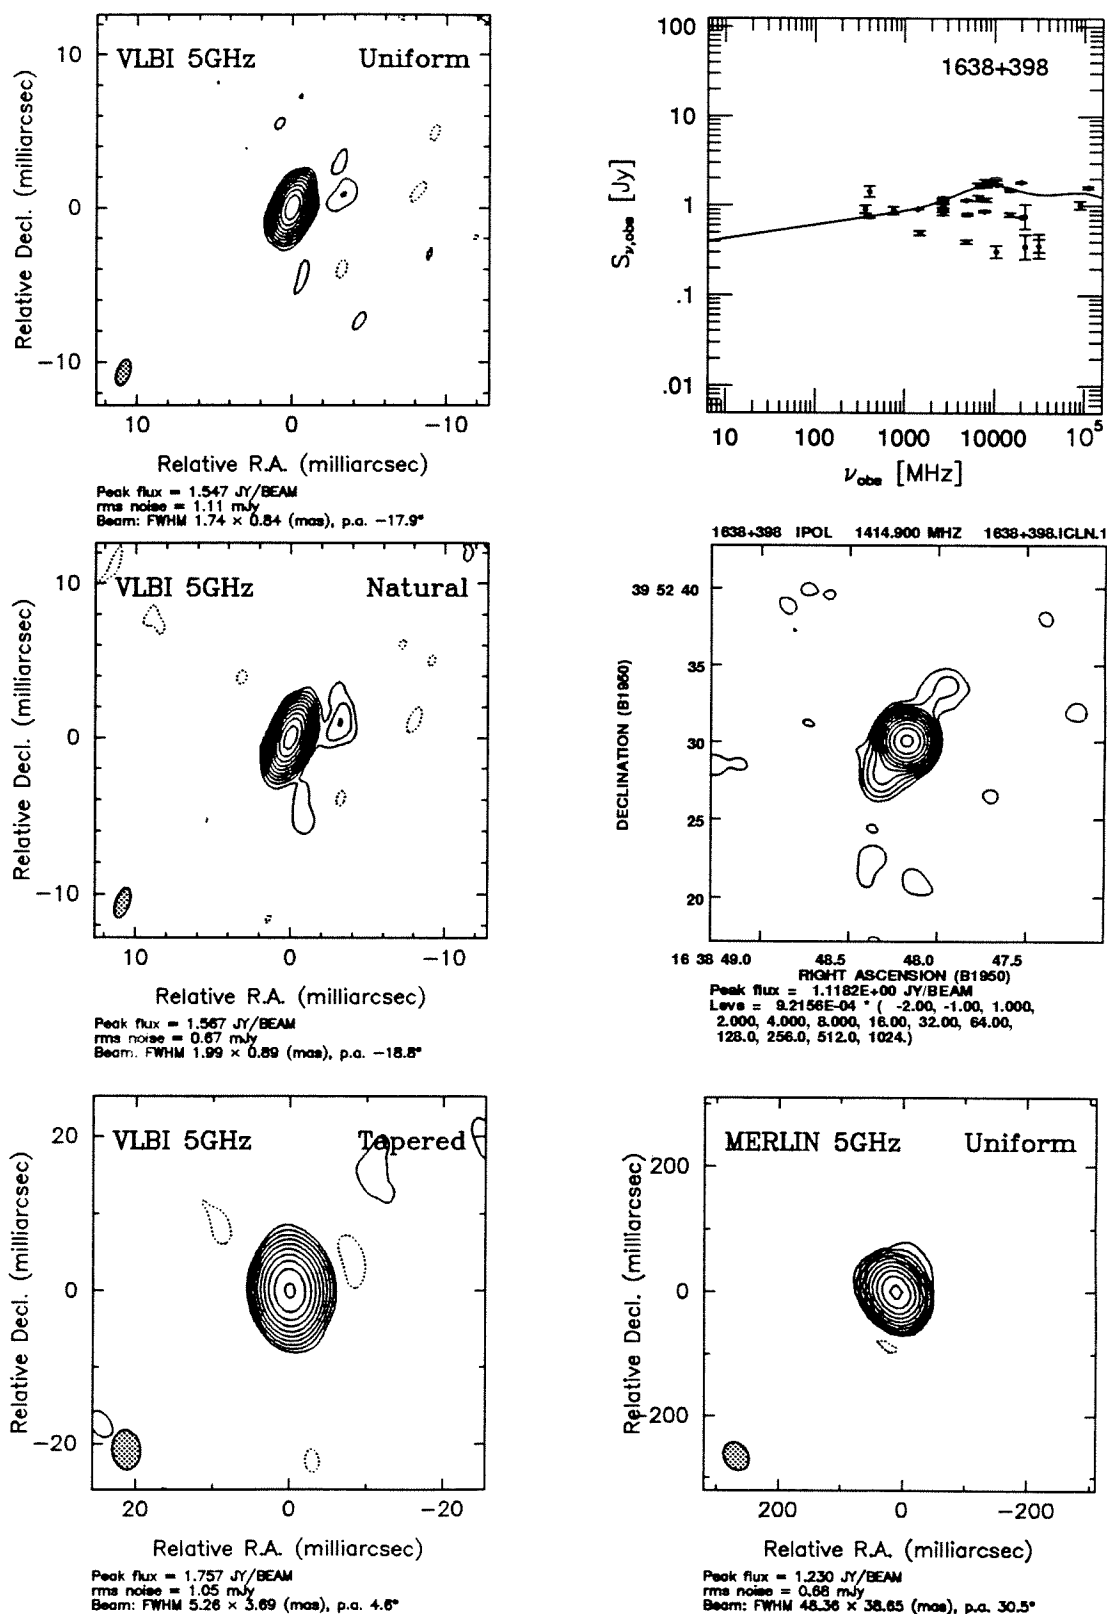 VLBI 5GHz Uniform
10
0
−10
Relative Decl. (milliarcsec)
10 0 −10
Relative R.A. (milliarcsec)
Peak flux = 1.547 JY/BEAM
rms noise = 1.11 mJy
Beam: FWHM 1.74 × 0.84 (mas), p.a. −17.9°
1638+398
100
10
1
.1
.01
Sν,obs [Jy]
10 100 1000 10000 10⁵
νobs [MHz]
VLBI 5GHz Natural
10
0
−10
Relative Decl. (milliarcsec)
10 0 −10
Relative R.A. (milliarcsec)
Peak flux = 1.567 JY/BEAM
rms noise = 0.67 mJy
Beam: FWHM 1.99 × 0.89 (mas), p.a. −18.8°
1638+398 IPOL 1414.900 MHZ 1638+398.ICLN.1
39 52 40
35
30
25
20
DECLINATION (B1950)
16 38 49.0 48.5 48.0 47.5
RIGHT ASCENSION (B1950)
Peak flux = 1.1182E+00 JY/BEAM
Levs = 9.2156E-04 * ( -2.00, -1.00, 1.000,
2.000, 4.000, 8.000, 16.00, 32.00, 64.00,
128.0, 256.0, 512.0, 1024.)
VLBI 5GHz Tapered
20
0
−20
Relative Decl. (milliarcsec)
20 0 −20
Relative R.A. (milliarcsec)
Peak flux = 1.757 JY/BEAM
rms noise = 1.05 mJy
Beam: FWHM 5.26 × 3.69 (mas), p.a. 4.6°
MERLIN 5GHz Uniform
200
0
−200
Relative Decl. (milliarcsec)
200 0 −200
Relative R.A. (milliarcsec)
Peak flux = 1.230 JY/BEAM
rms noise = 0.68 mJy
Beam: FWHM 48.36 × 38.65 (mas), p.a. 30.5°